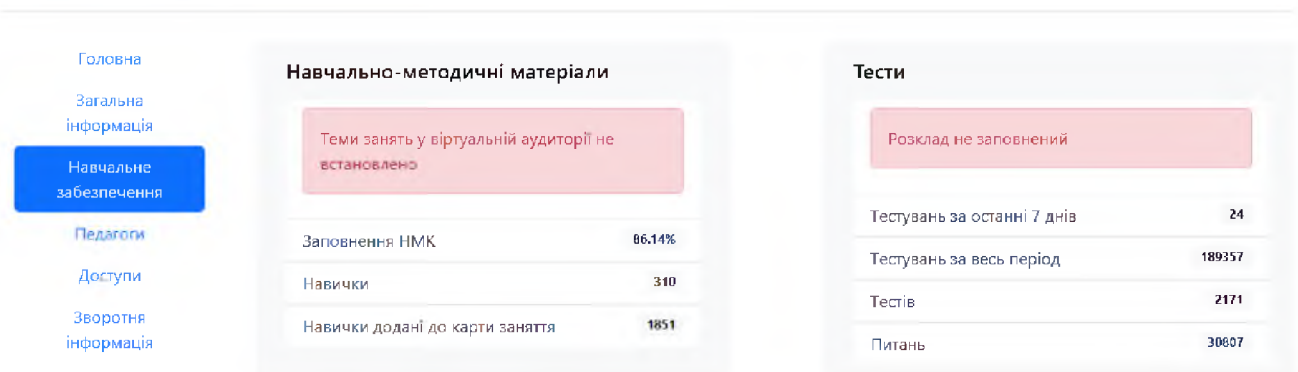 Головна
Загальна
інформація
Навчальне
забезпечення
Педагоги
Доступи
Зворотня
інформація
Навчально-методичні матеріали
Теми занять у віртуальній аудиторії не
встановлено
Заповнення НМК 86.14%
Навички 310
Навички додані до карти заняття 1851
Тести
Розклад не заповнений
Тестувань за останні 7 днів 24
Тестувань за весь період 189357
Тестів 2171
Питань 30807